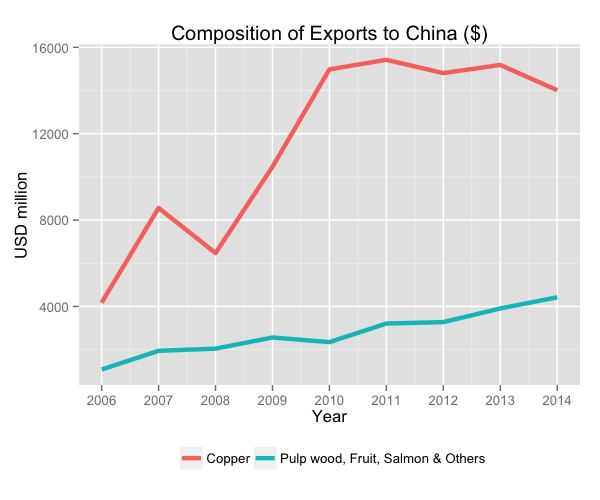 Composition of Exports to China ($)
16000
12000
8000
4000
USD million
2006 2007 2008 2009 2010 2011 2012 2013 2014
Year
Copper Pulp wood, Fruit, Salmon & Others